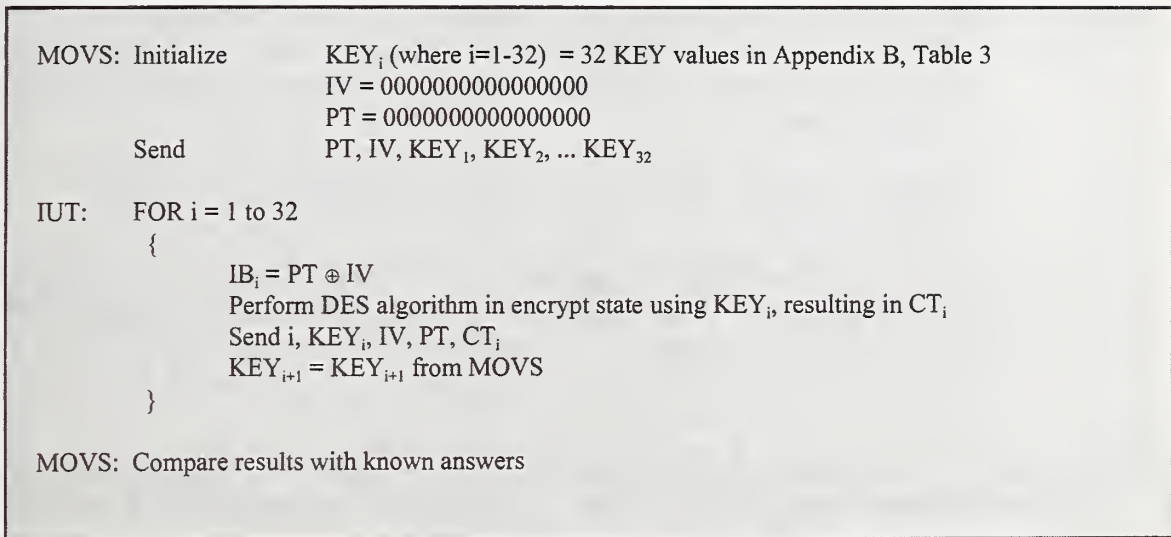 MOVS: Initialize KEYᵢ (where i=1-32) = 32 KEY values in Appendix B, Table 3
IV = 0000000000000000
PT = 0000000000000000
Send PT, IV, KEY₁, KEY₂, ... KEY₃₂
IUT: FOR i = 1 to 32
{
IBᵢ = PT ⊕ IV
Perform DES algorithm in encrypt state using KEYᵢ, resulting in CTᵢ
Send i, KEYᵢ, IV, PT, CTᵢ
KEYᵢ₊₁ = KEYᵢ₊₁ from MOVS
}
MOVS: Compare results with known answers